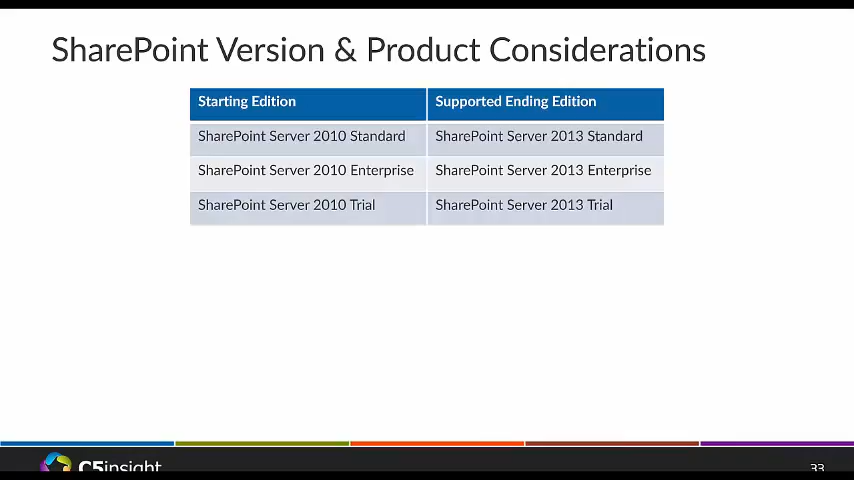 SharePoint Version & Product Considerations
Starting Edition Supported Ending Edition
SharePoint Server 2010 Standard SharePoint Server 2013 Standard
SharePoint Server 2010 Enterprise SharePoint Server 2013 Enterprise
SharePoint Server 2010 Trial SharePoint Server 2013 Trial
C5insight 33